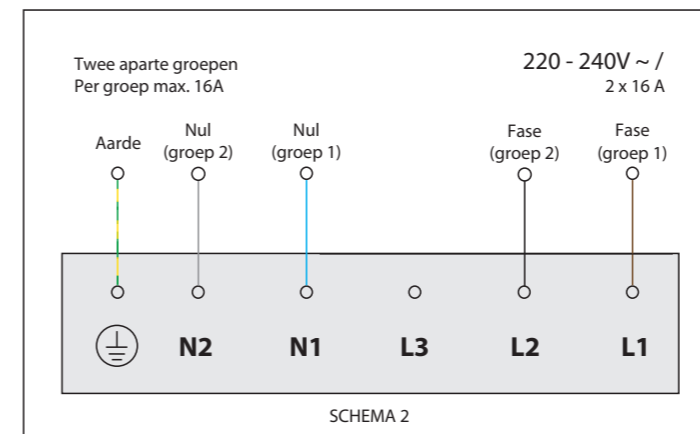 Twee aparte groepen
Per groep max. 16A
220 - 240V ~ /
2 x 16 A
Aarde
Nul
(groep 2)
Nul
(groep 1)
Fase
(groep 2)
Fase
(groep 1)
N2
N1
L3
L2
L1
SCHEMA 2